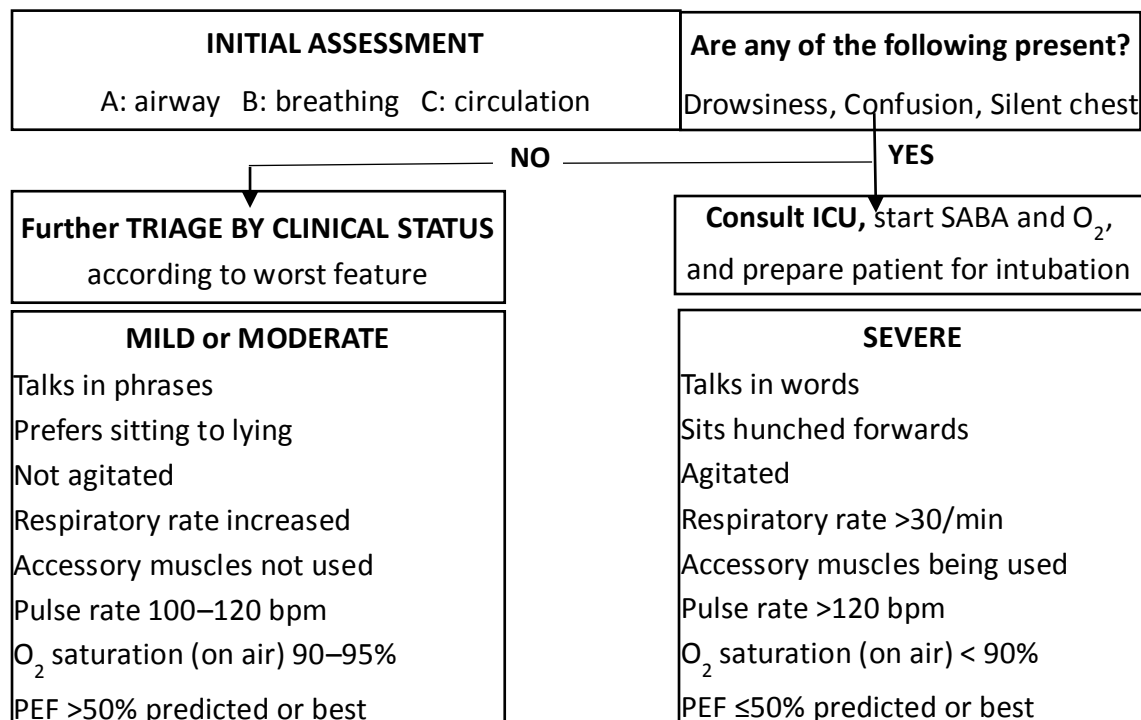 INITIAL ASSESSMENT
A: airway B: breathing C: circulation
Are any of the following present?
Drowsiness, Confusion, Silent chest
NO
YES
Further TRIAGE BY CLINICAL STATUS
according to worst feature
Consult ICU, start SABA and O₂,
and prepare patient for intubation
MILD or MODERATE
Talks in phrases
Prefers sitting to lying
Not agitated
Respiratory rate increased
Accessory muscles not used
Pulse rate 100–120 bpm
O₂ saturation (on air) 90–95%
PEF >50% predicted or best
SEVERE
Talks in words
Sits hunched forwards
Agitated
Respiratory rate >30/min
Accessory muscles being used
Pulse rate >120 bpm
O₂ saturation (on air) < 90%
PEF ≤50% predicted or best